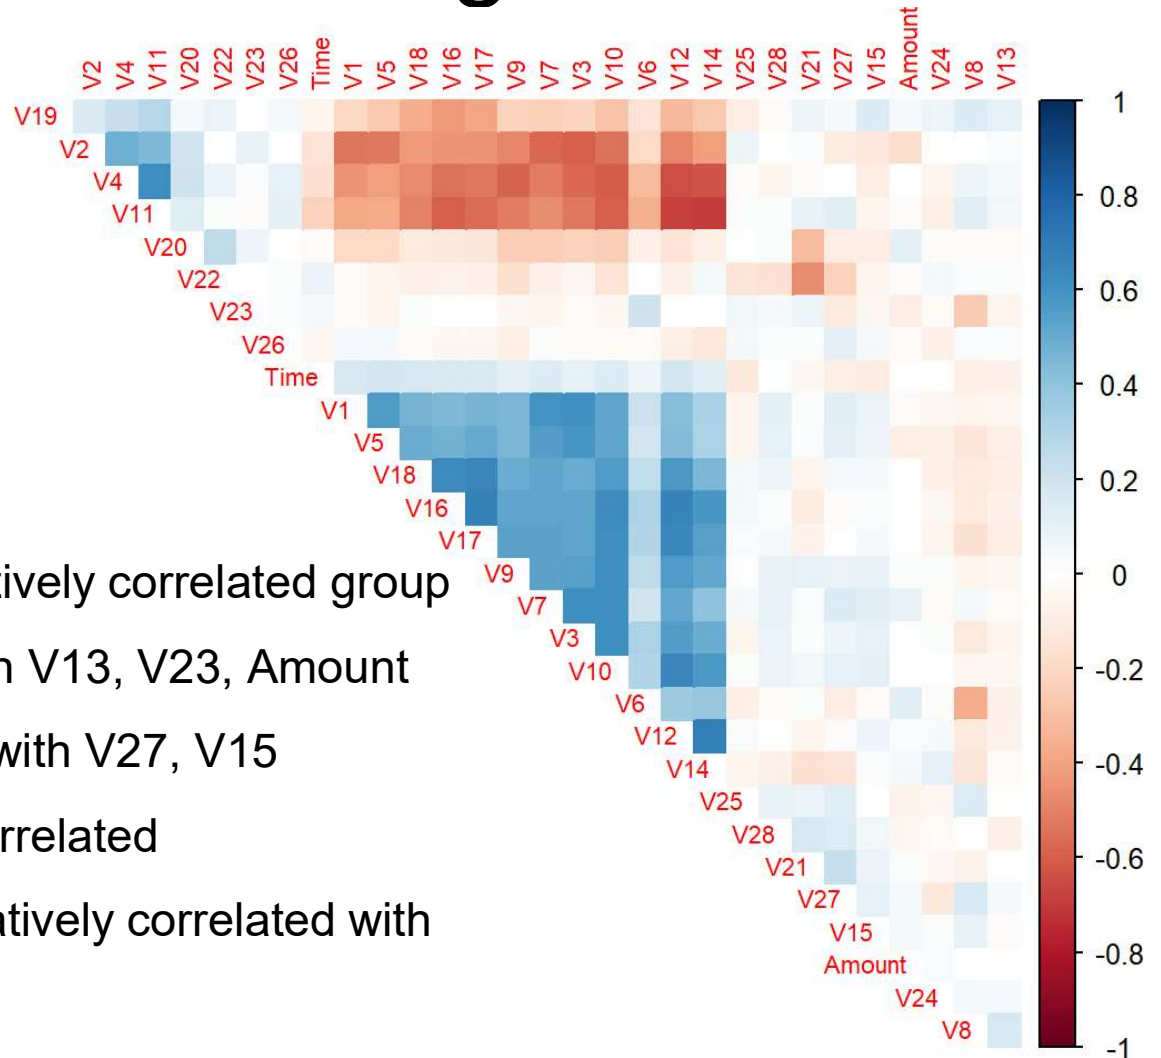 V2 V4 V11 V20 V22 V23 V26 Time V1 V5 V18 V16 V17 V9 V7 V3 V10 V6 V12 V14 V25 V28 V21 V27 V15 Amount V24 V8 V13
V19
V2
V4
V11
V20
V22
V23
V26
Time
V1
V5
V18
V16
V17
V9
V7
V3
V10
V6
V12
V14
V25
V28
V21
V27
V15
Amount
V24
V8
1
0.8
0.6
0.4
0.2
0
-0.2
-0.4
-0.6
-0.8
-1
correlated group
V13, V23, Amount
with V27, V15
correlated with